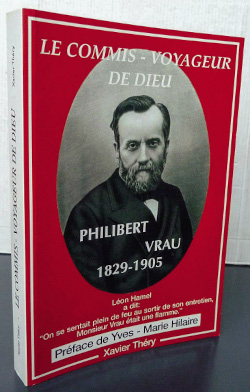 LE COMMIS - VOYAGEUR
DE DIEU
PHILIBERT
VRAU
1829-1905
Léon Hamel
a dit:
"On se sentait plein de feu au sortir de son entretien,
Monsieur Vrau était une flamme."
Préface de Yves - Marie Hilaire
Xavier Théry
Xavier Théry
LE COMMIS - VOYAGEUR DE DIEU